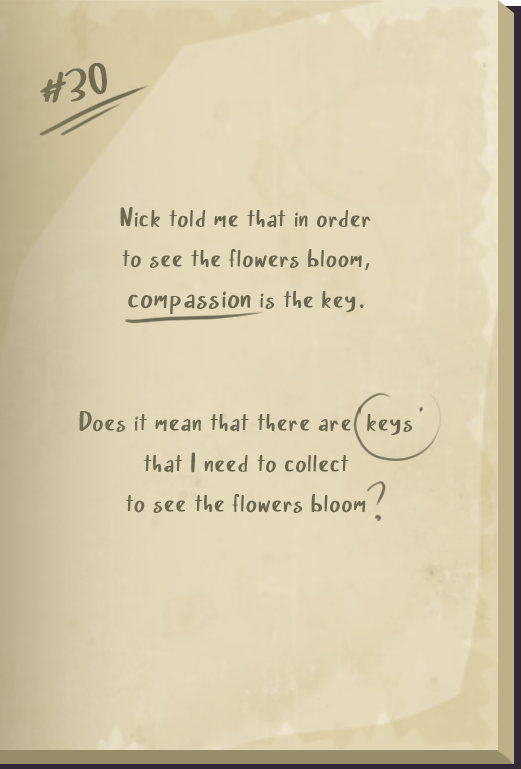 #30
Nick told me that in order
to see the flowers bloom,
compassion is the key.
Does it mean that there are 'keys'
that I need to collect
to see the flowers bloom?